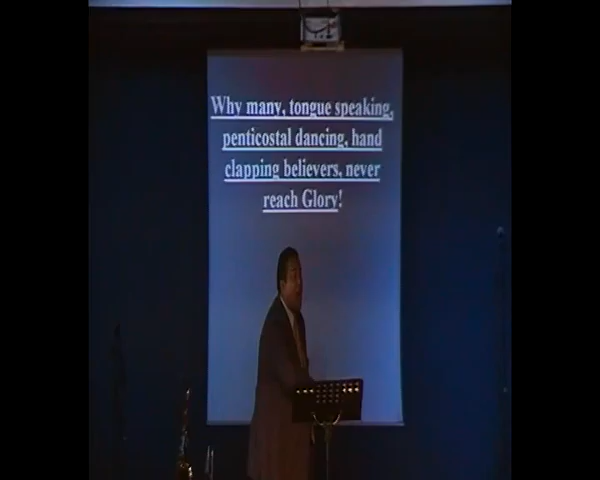 Why many, tongue speaking,
penticostal dancing, hand
clapping believers, never
reach Glory!